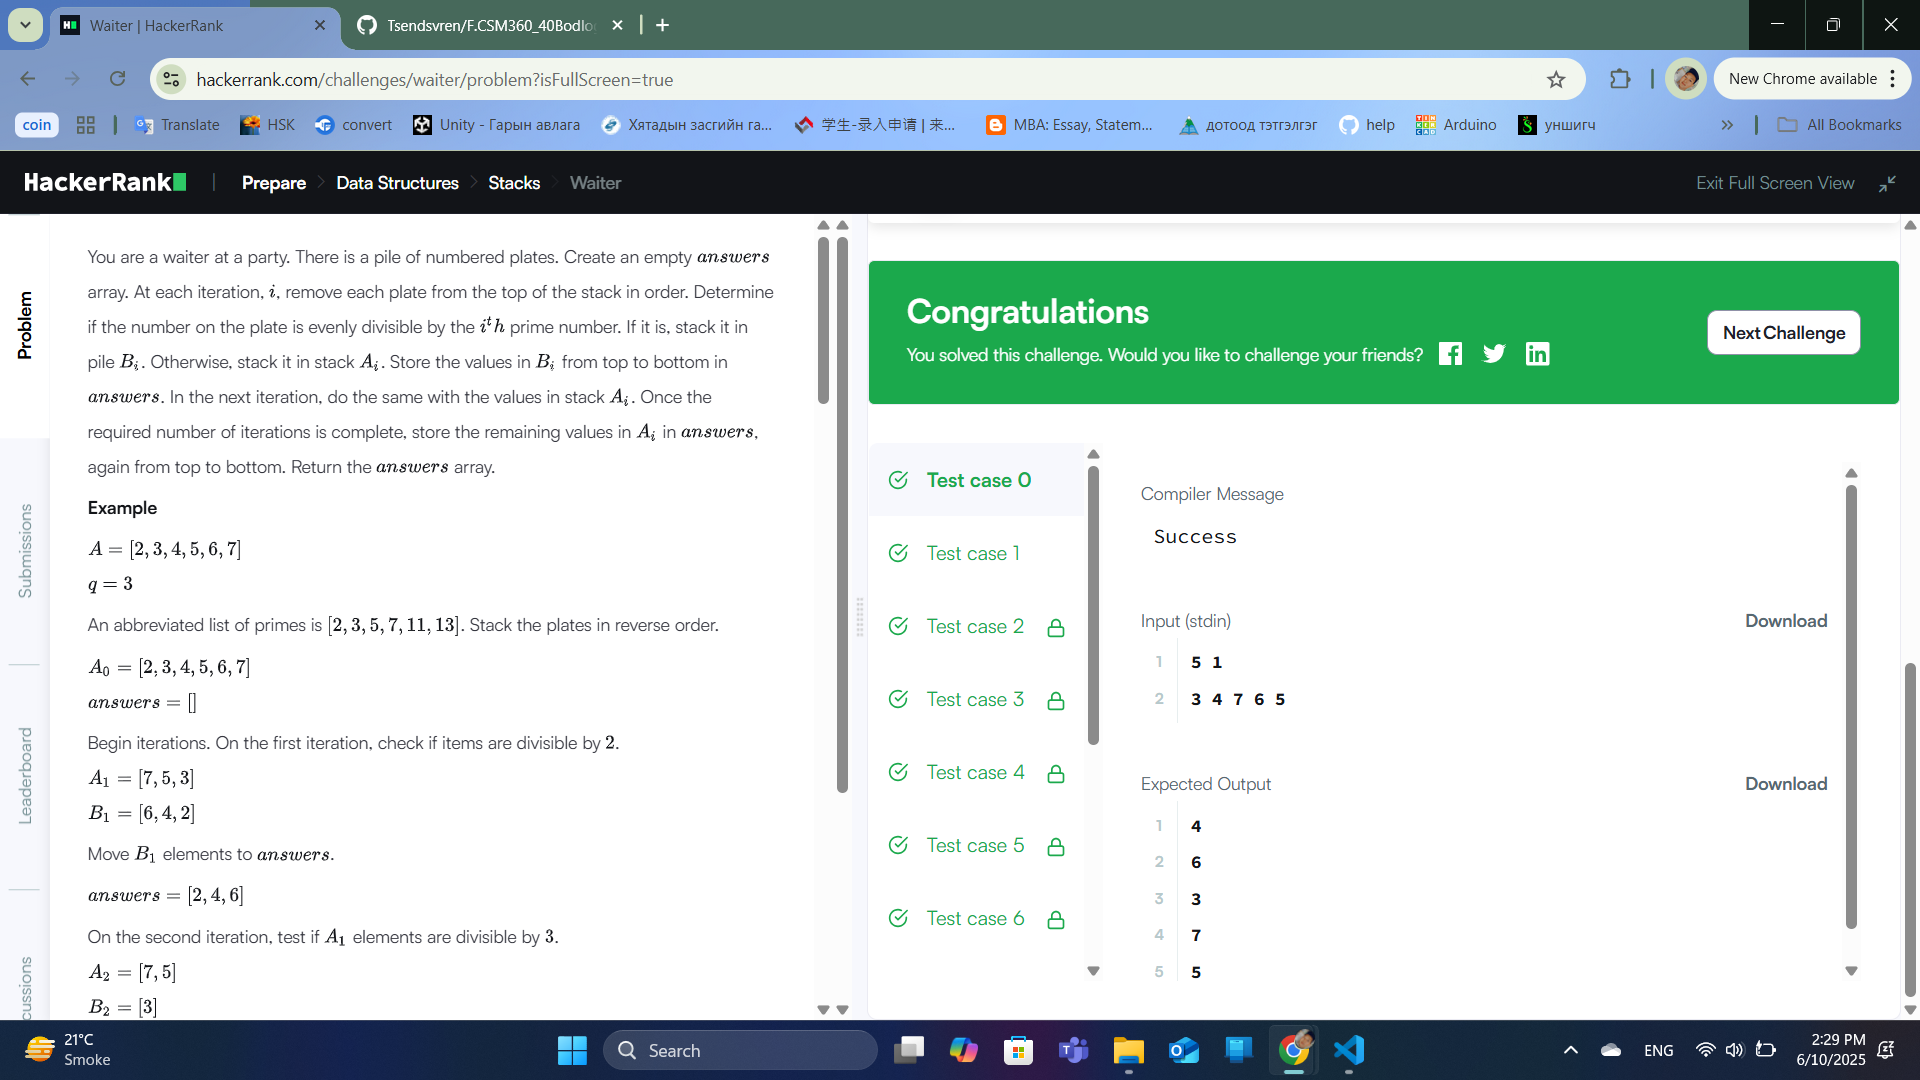 Waiter | HackerRank
Tsendsvren/F.CSM360_40Bodlo
hackerrank.com/challenges/waiter/problem?isFullScreen=true
New Chrome available
coin
Translate
HSK
convert
Unity - Гарын авлага
Хятадын засгийн га...
学生-录入申请 | 来...
MBA: Essay, Statem...
дотоод тэтгэлгэг
help
Arduino
уншигч
All Bookmarks
HackerRank
Prepare
Data Structures
Stacks
Waiter
Exit Full Screen View
Problem
Submissions
Leaderboard
cussions
You are a waiter at a party. There is a pile of numbered plates. Create an empty answers
array. At each iteration, i, remove each plate from the top of the stack in order. Determine
if the number on the plate is evenly divisible by the i^th prime number. If it is, stack it in
pile B_i. Otherwise, stack it in stack A_i. Store the values in B_i from top to bottom in
answers. In the next iteration, do the same with the values in stack A_i. Once the
required number of iterations is complete, store the remaining values in A_i in answers,
again from top to bottom. Return the answers array.
Example
A = [2, 3, 4, 5, 6, 7]
q = 3
An abbreviated list of primes is [2, 3, 5, 7, 11, 13]. Stack the plates in reverse order.
A_0 = [2, 3, 4, 5, 6, 7]
answers = []
Begin iterations. On the first iteration, check if items are divisible by 2.
A_1 = [7, 5, 3]
B_1 = [6, 4, 2]
Move B_1 elements to answers.
answers = [2, 4, 6]
On the second iteration, test if A_1 elements are divisible by 3.
A_2 = [7, 5]
B_2 = [3]
Congratulations
You solved this challenge. Would you like to challenge your friends?
Next Challenge
Test case 0
Test case 1
Test case 2
Test case 3
Test case 4
Test case 5
Test case 6
Compiler Message
Success
Input (stdin)
Download
1 5 1
2 3 4 7 6 5
Expected Output
Download
1 4
2 6
3 3
4 7
5 5
21°C
Smoke
Search
ENG
2:29 PM
6/10/2025